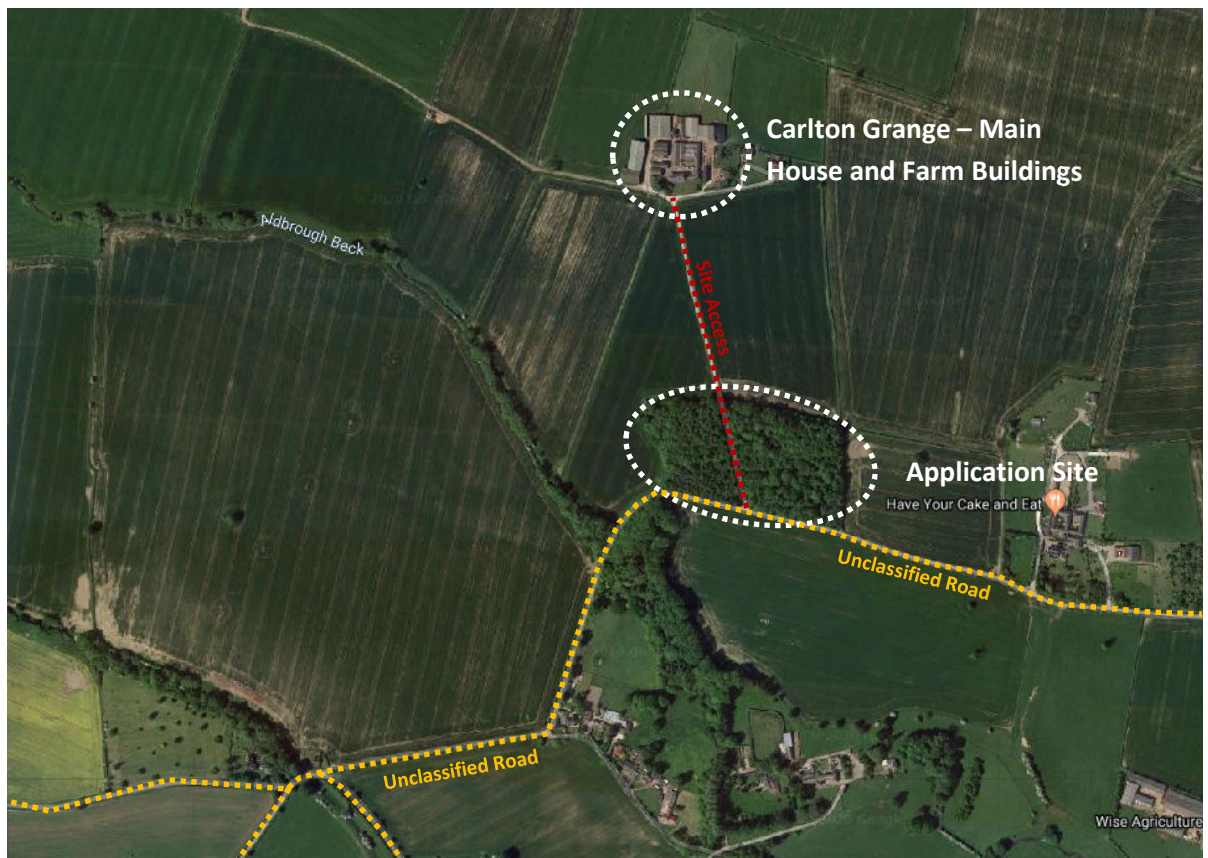 Carlton Grange – Main
House and Farm Buildings
Aldbrough Beck
Site Access
Application Site
Have Your Cake and Eat
Unclassified Road
Unclassified Road
Wise Agriculture